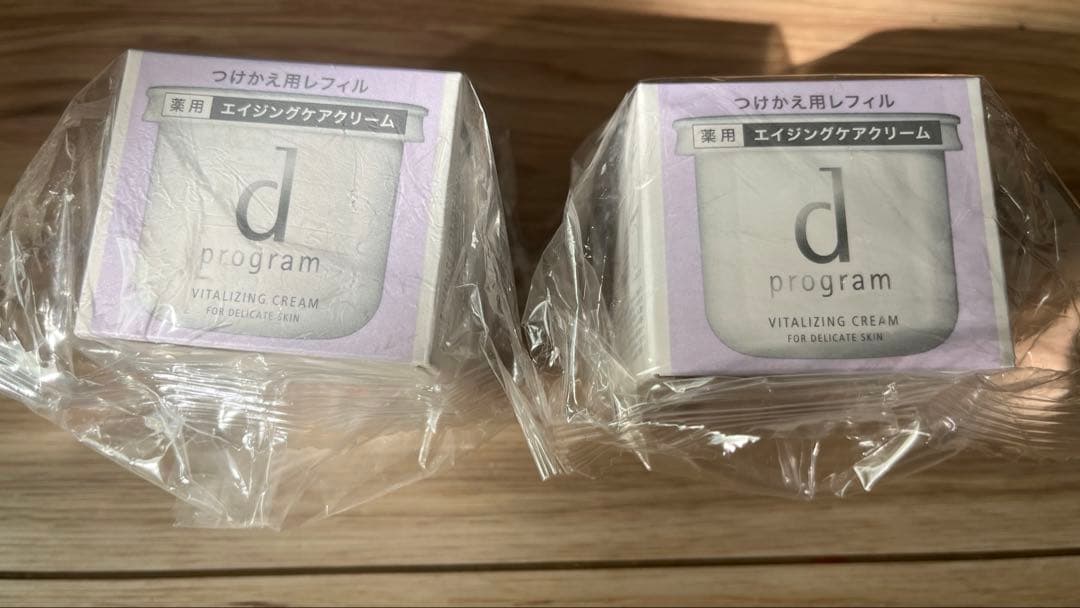 つけかえ用レフィル
薬用 エイジングケアクリーム
d
program
VITALIZING CREAM
FOR DELICATE SKIN
つけかえ用レフィル
薬用 エイジングケアクリーム
d
program
VITALIZING CREAM
FOR DELICATE SKIN